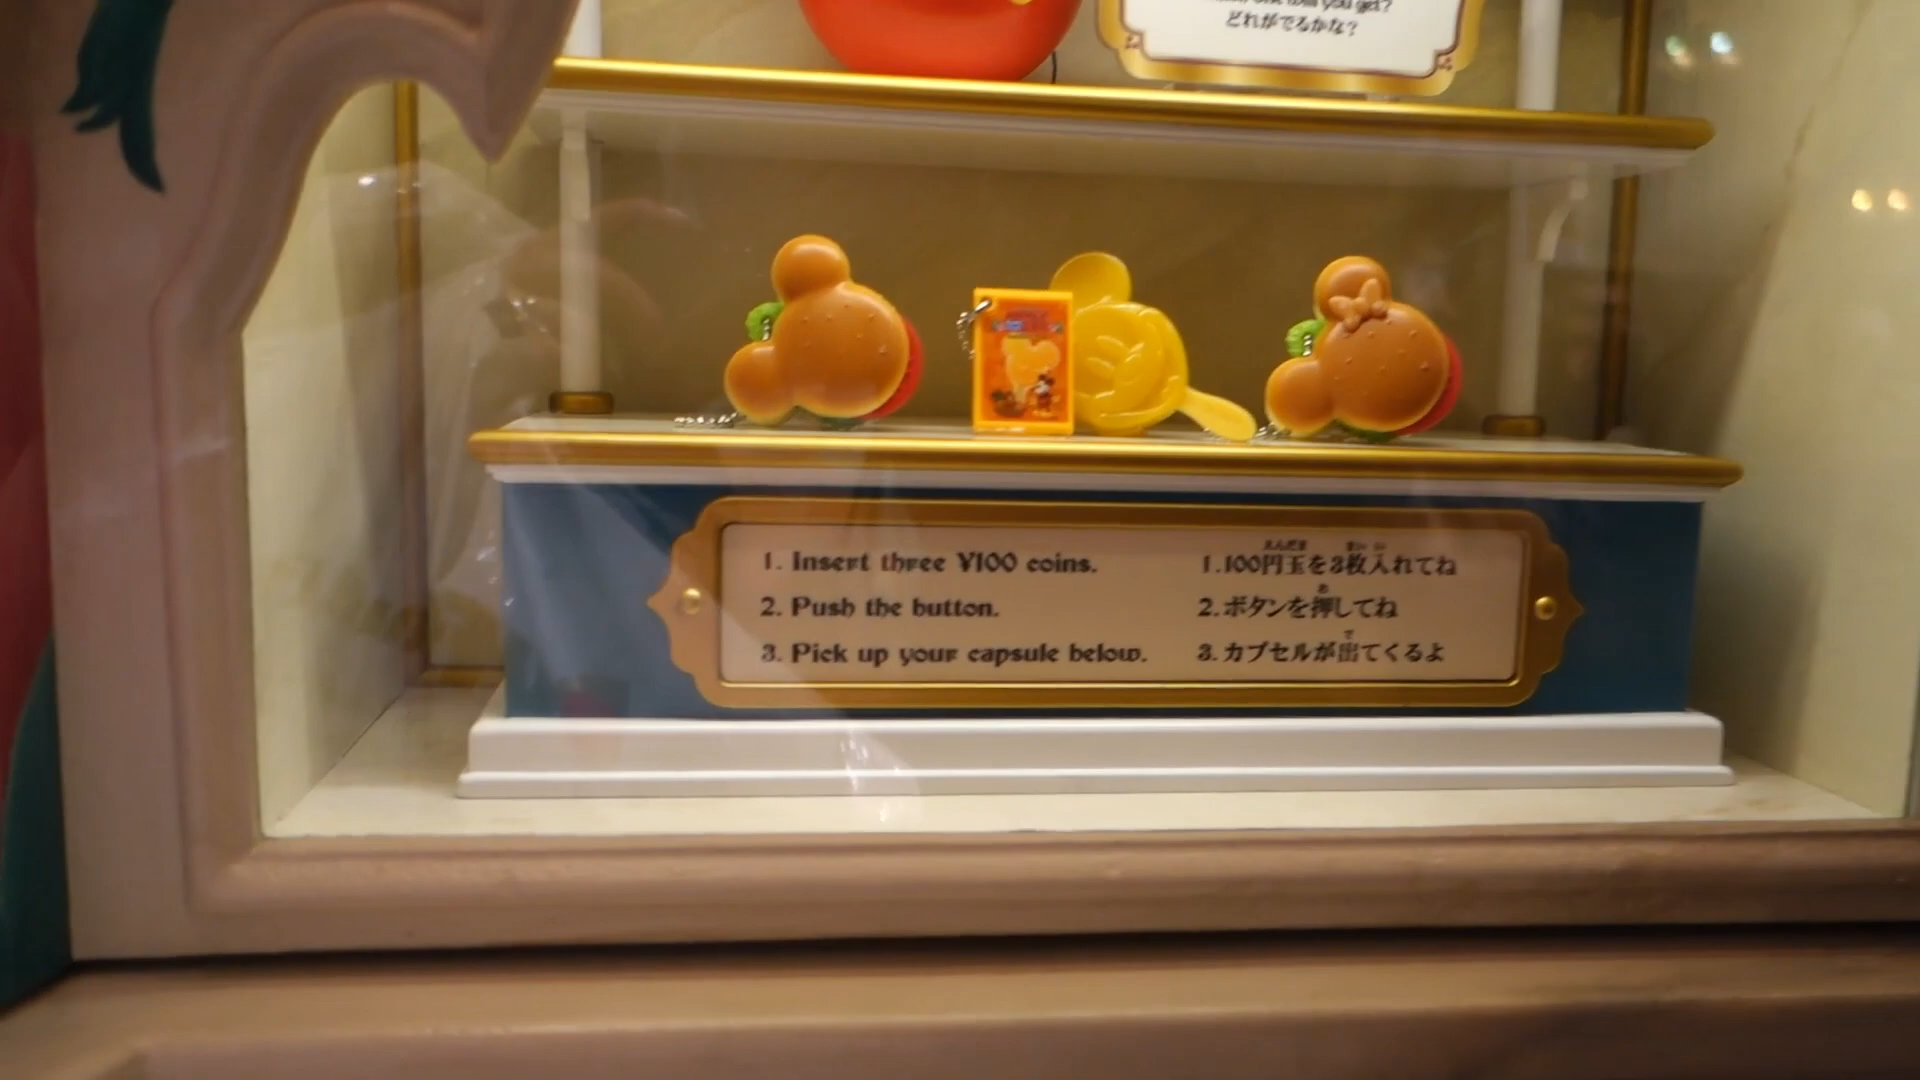 you get?
どれがでるかな?
1. Insert three ¥100 coins.
2. Push the button.
3. Pick up your capsule below.
1.100円玉を3枚入れてね
2.ボタンを押してね
3.カプセルが出てくるよ